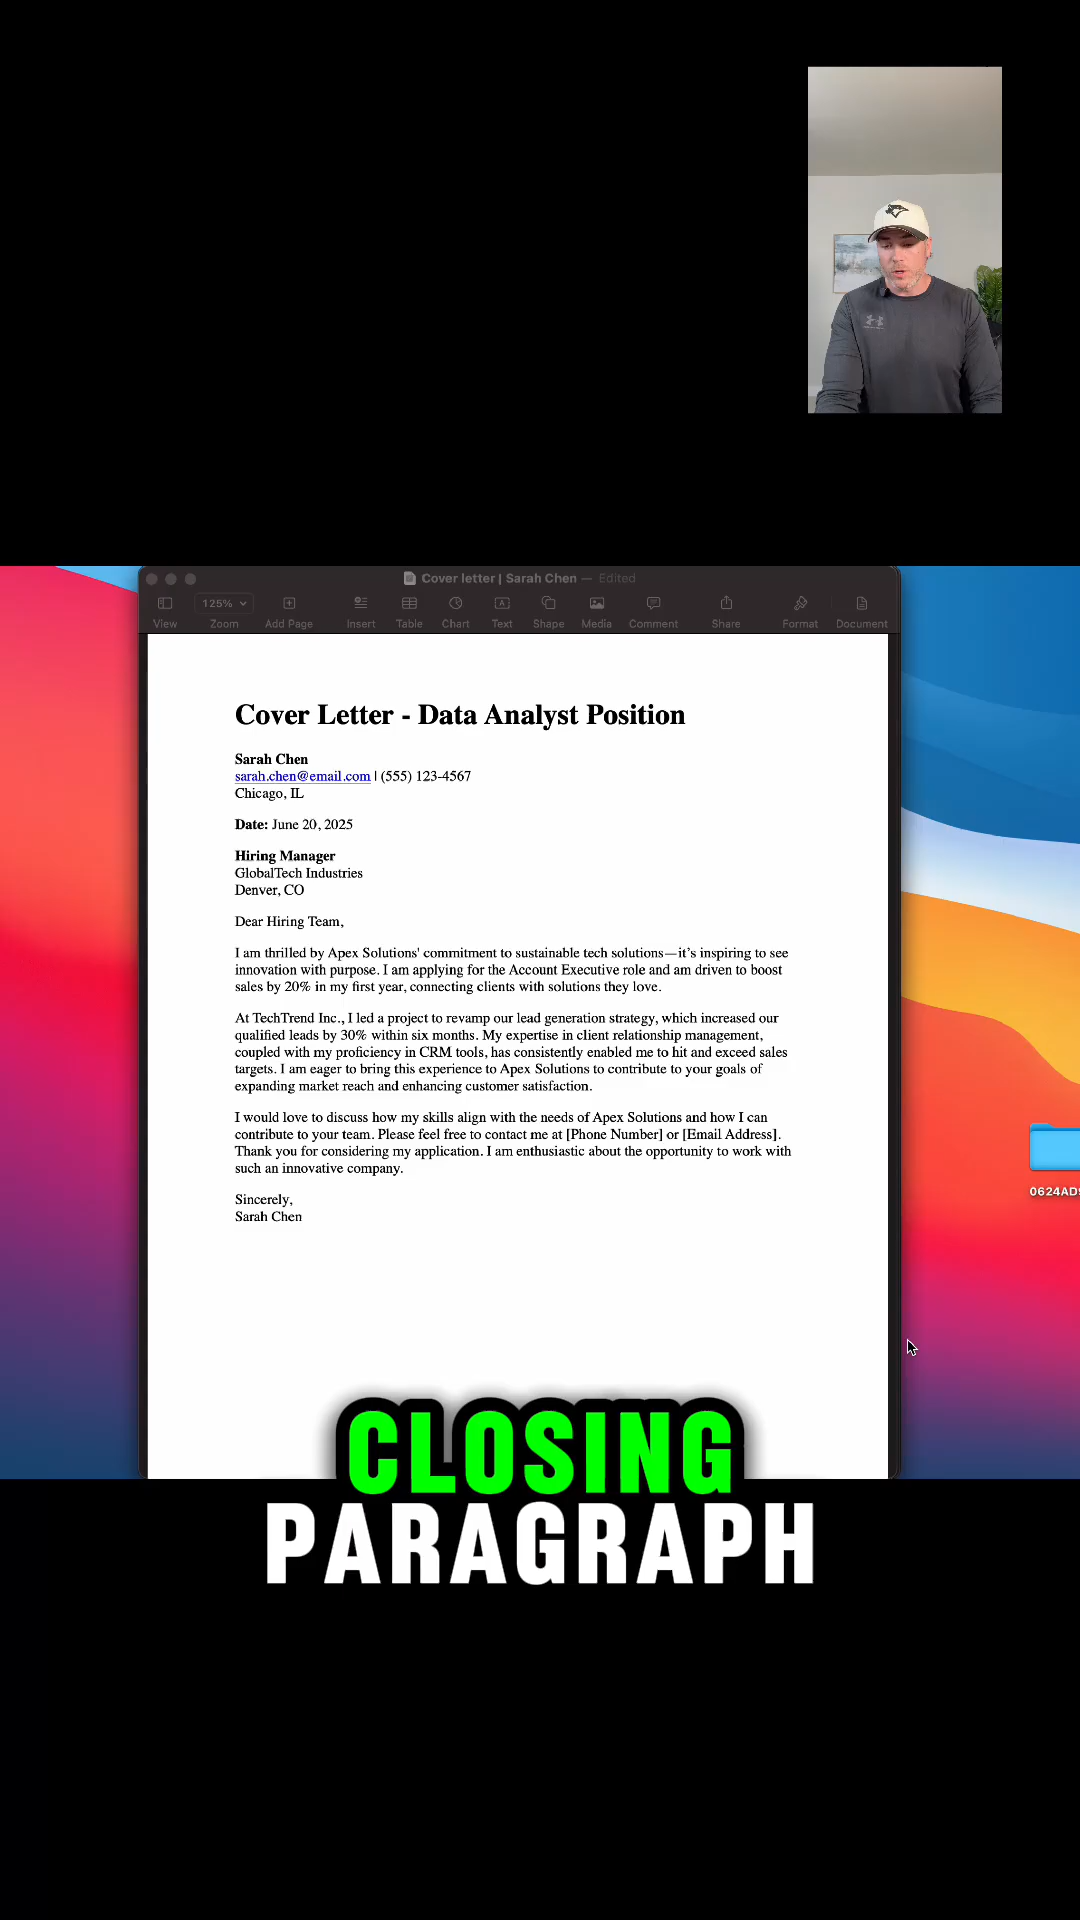 Cover letter | Sarah Chen — Edited
125%
View Zoom Add Page Insert Table Chart Text Shape Media Comment Share Format Document
Cover Letter - Data Analyst Position
Sarah Chen
sarah.chen@email.com | (555) 123-4567
Chicago, IL
Date: June 20, 2025
Hiring Manager
GlobalTech Industries
Denver, CO
Dear Hiring Team,
I am thrilled by Apex Solutions' commitment to sustainable tech solutions—it's inspiring to see
innovation with purpose. I am applying for the Account Executive role and am driven to boost
sales by 20% in my first year, connecting clients with solutions they love.
At TechTrend Inc., I led a project to revamp our lead generation strategy, which increased our
qualified leads by 30% within six months. My expertise in client relationship management,
coupled with my proficiency in CRM tools, has consistently enabled me to hit and exceed sales
targets. I am eager to bring this experience to Apex Solutions to contribute to your goals of
expanding market reach and enhancing customer satisfaction.
I would love to discuss how my skills align with the needs of Apex Solutions and how I can
contribute to your team. Please feel free to contact me at [Phone Number] or [Email Address].
Thank you for considering my application. I am enthusiastic about the opportunity to work with
such an innovative company.
Sincerely,
Sarah Chen
0624AD
CLOSING
PARAGRAPH